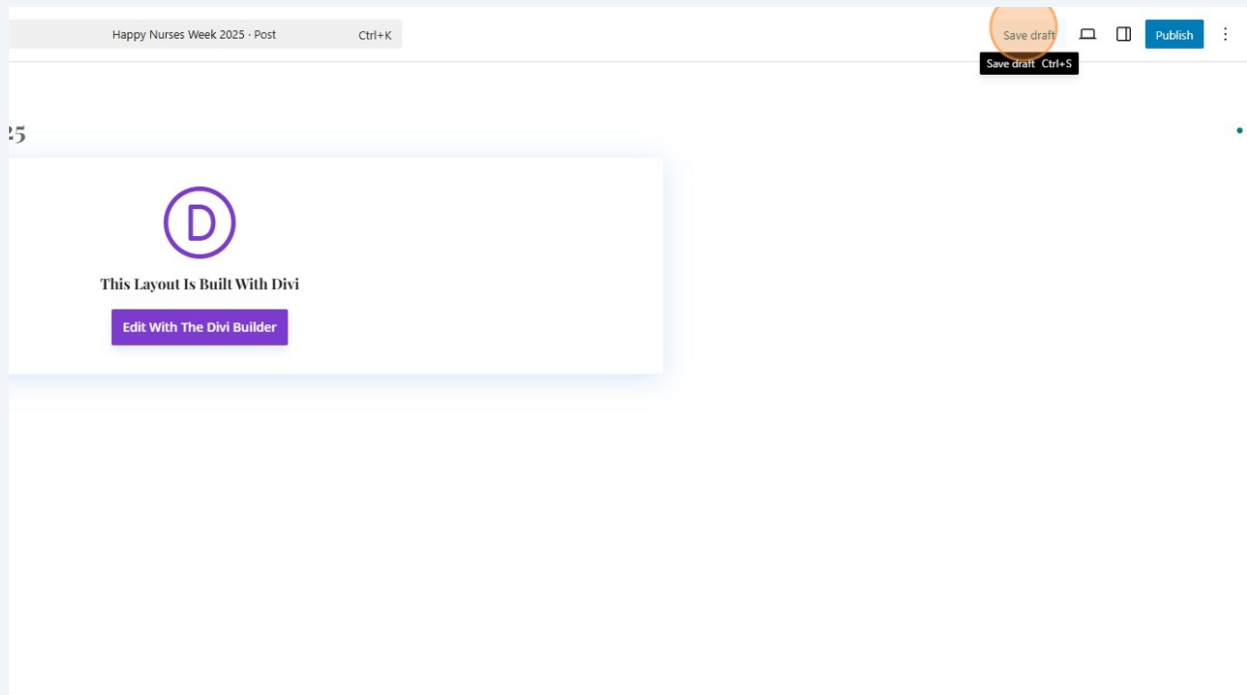 Happy Nurses Week 2025 · Post Ctrl+K Save draft Publish
Save draft Ctrl+S
25
D
This Layout Is Built With Divi
Edit With The Divi Builder